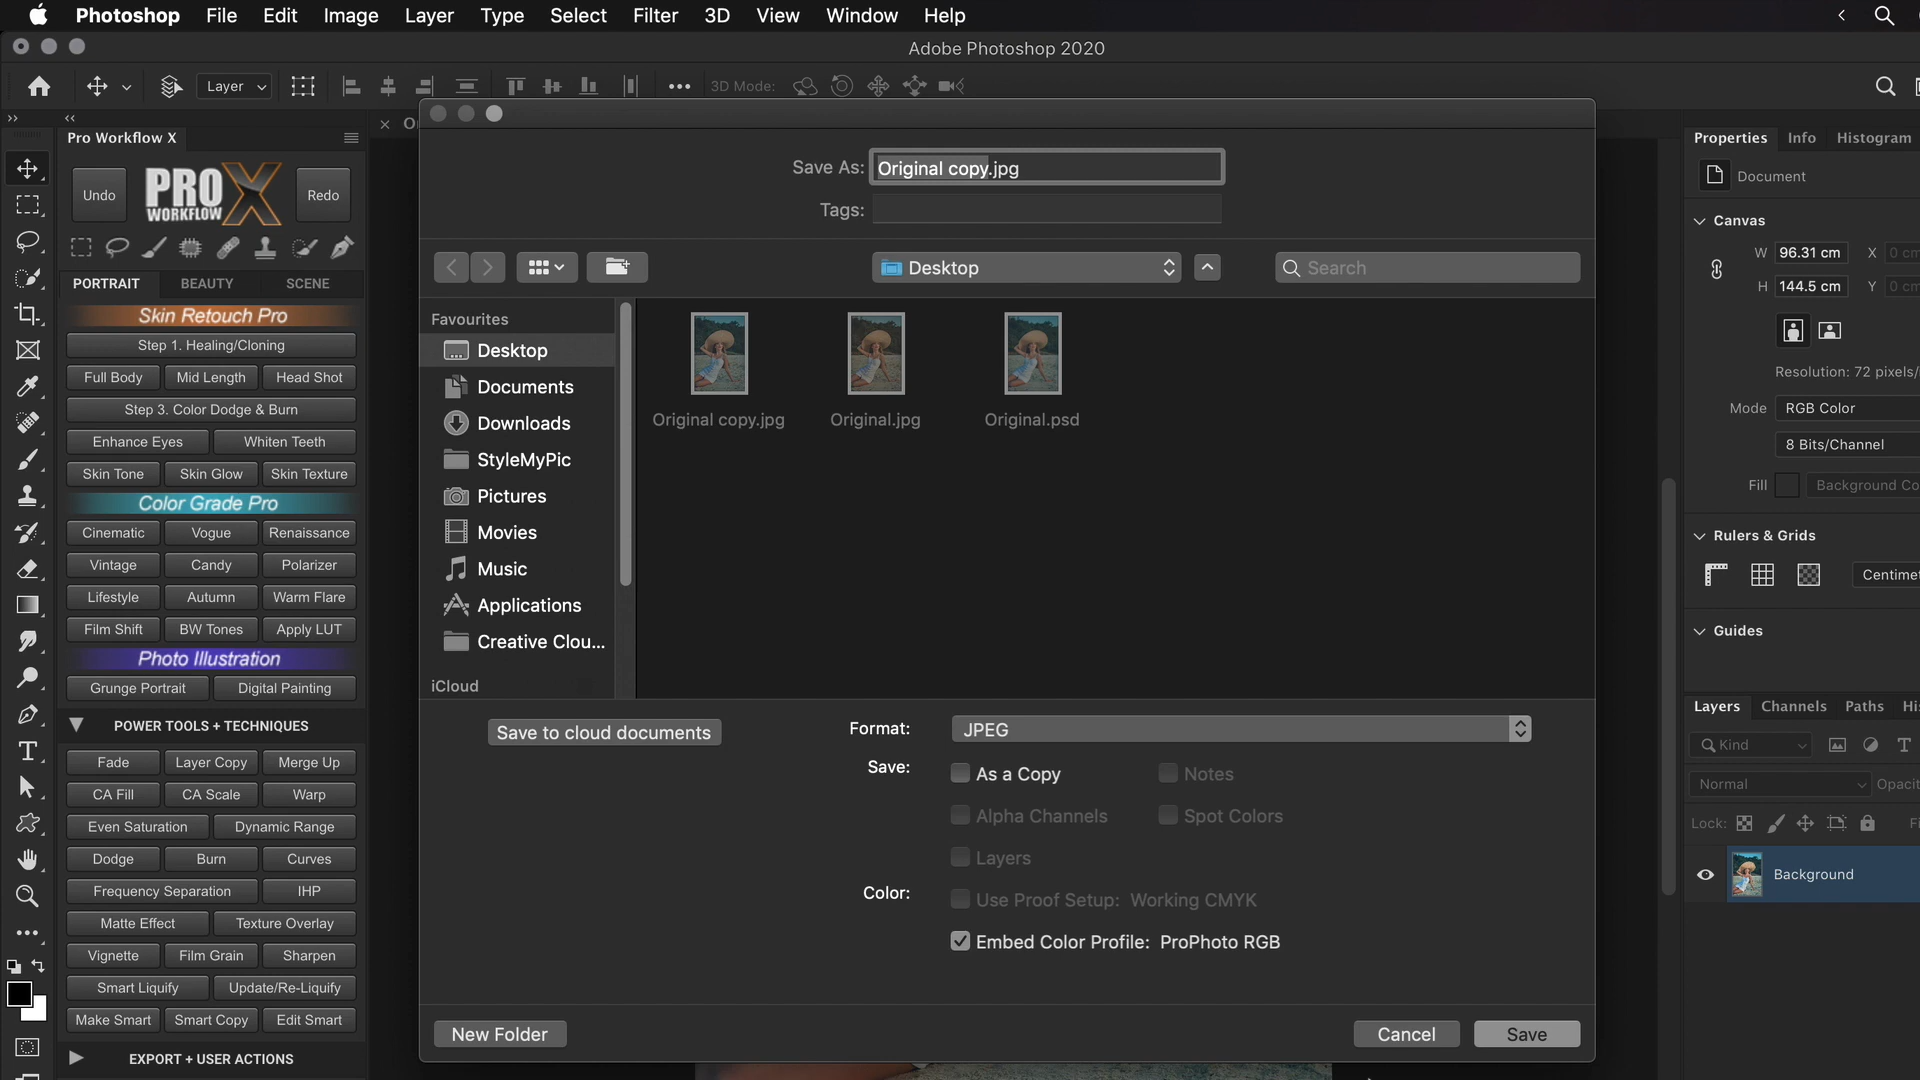 Photoshop File Edit Image Layer Type Select Filter 3D View Window Help
Adobe Photoshop 2020
Layer 3D Mode:
Pro Workflow X
Undo PRO WORKFLOW X Redo
PORTRAIT BEAUTY SCENE
Skin Retouch Pro
Step 1. Healing/Cloning
Full Body Mid Length Head Shot
Step 3. Color Dodge & Burn
Enhance Eyes Whiten Teeth
Skin Tone Skin Glow Skin Texture
Color Grade Pro
Cinematic Vogue Renaissance
Vintage Candy Polarizer
Lifestyle Autumn Warm Flare
Film Shift BW Tones Apply LUT
Photo Illustration
Grunge Portrait Digital Painting
POWER TOOLS + TECHNIQUES
Fade Layer Copy Merge Up
CA Fill CA Scale Warp
Even Saturation Dynamic Range
Dodge Burn Curves
Frequency Separation IHP
Matte Effect Texture Overlay
Vignette Film Grain Sharpen
Smart Liquify Update/Re-Liquify
Make Smart Smart Copy Edit Smart
EXPORT + USER ACTIONS
Save As: Original copy.jpg
Tags:
Desktop Search
Favourites
Desktop
Documents
Downloads
StyleMyPic
Pictures
Movies
Music
Applications
Creative Clou...
iCloud
Original copy.jpg Original.jpg Original.psd
Save to cloud documents
Format: JPEG
Save: As a Copy Notes
Alpha Channels Spot Colors
Layers
Color: Use Proof Setup: Working CMYK
Embed Color Profile: ProPhoto RGB
New Folder Cancel Save
Properties Info Histogram
Document
Canvas
W 96.31 cm X 0 cm
H 144.5 cm Y 0 cm
Resolution: 72 pixels/
Mode RGB Color
8 Bits/Channel
Fill Background Co
Rulers & Grids
Centimet
Guides
Layers Channels Paths His
Kind
Normal Opacit
Lock: Fi
Background